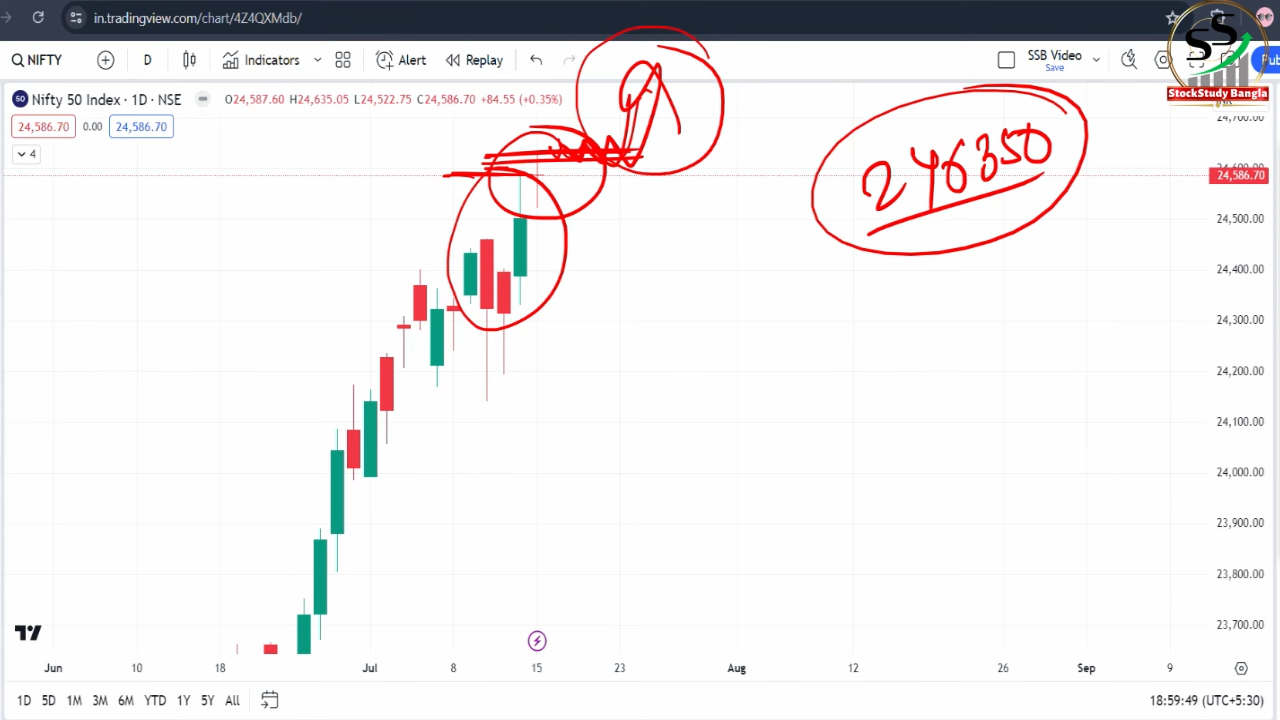 in.tradingview.com/chart/4Z4QXMdb/
NIFTY D Indicators Alert Replay SSB Video Save
SS
StockStudy Bangla
50 Nifty 50 Index · 1D · NSE O24,587.60 H24,635.05 L24,522.75 C24,586.70 +84.55 (+0.35%)
24,586.70 0.00 24,586.70
4
246350
24,700.00
24,600.00
24,586.70
24,500.00
24,400.00
24,300.00
24,200.00
24,100.00
24,000.00
23,900.00
23,800.00
23,700.00
Jun 10 18 Jul 8 15 23 Aug 12 26 Sep 9
1D 5D 1M 3M 6M YTD 1Y 5Y All 18:59:49 (UTC+5:30)